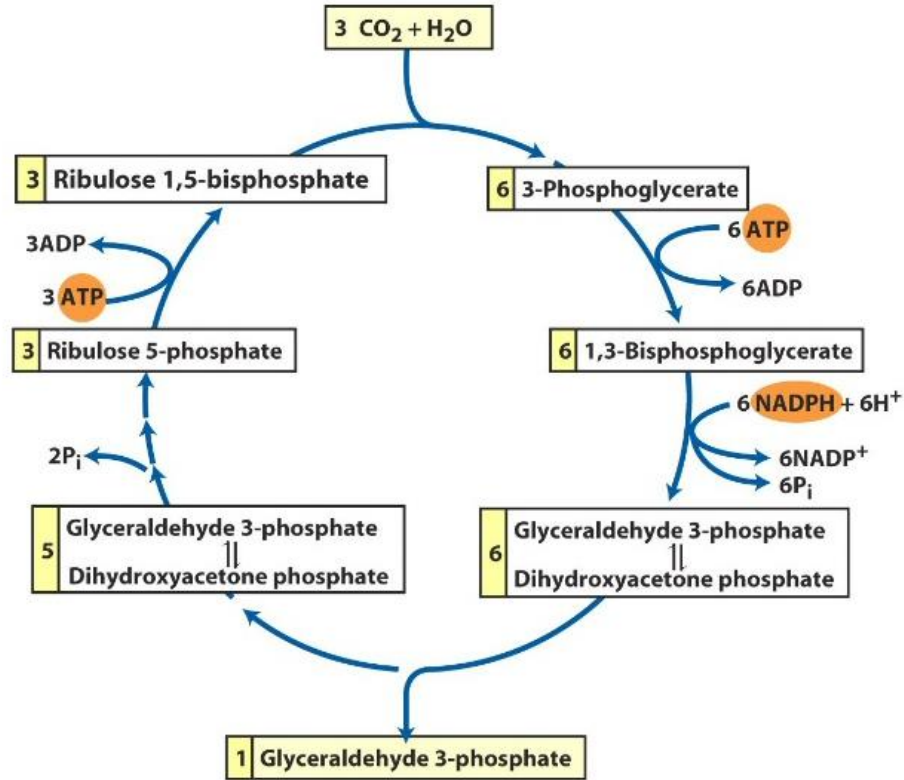 3 CO₂ + H₂O
3 Ribulose 1,5-bisphosphate
6 3-Phosphoglycerate
3ADP
3 ATP
6 ATP
6ADP
3 Ribulose 5-phosphate
6 1,3-Bisphosphoglycerate
6 NADPH + 6H⁺
6NADP⁺
6Pᵢ
2Pᵢ
5 Glyceraldehyde 3-phosphate
⇅
Dihydroxyacetone phosphate
6 Glyceraldehyde 3-phosphate
⇅
Dihydroxyacetone phosphate
1 Glyceraldehyde 3-phosphate